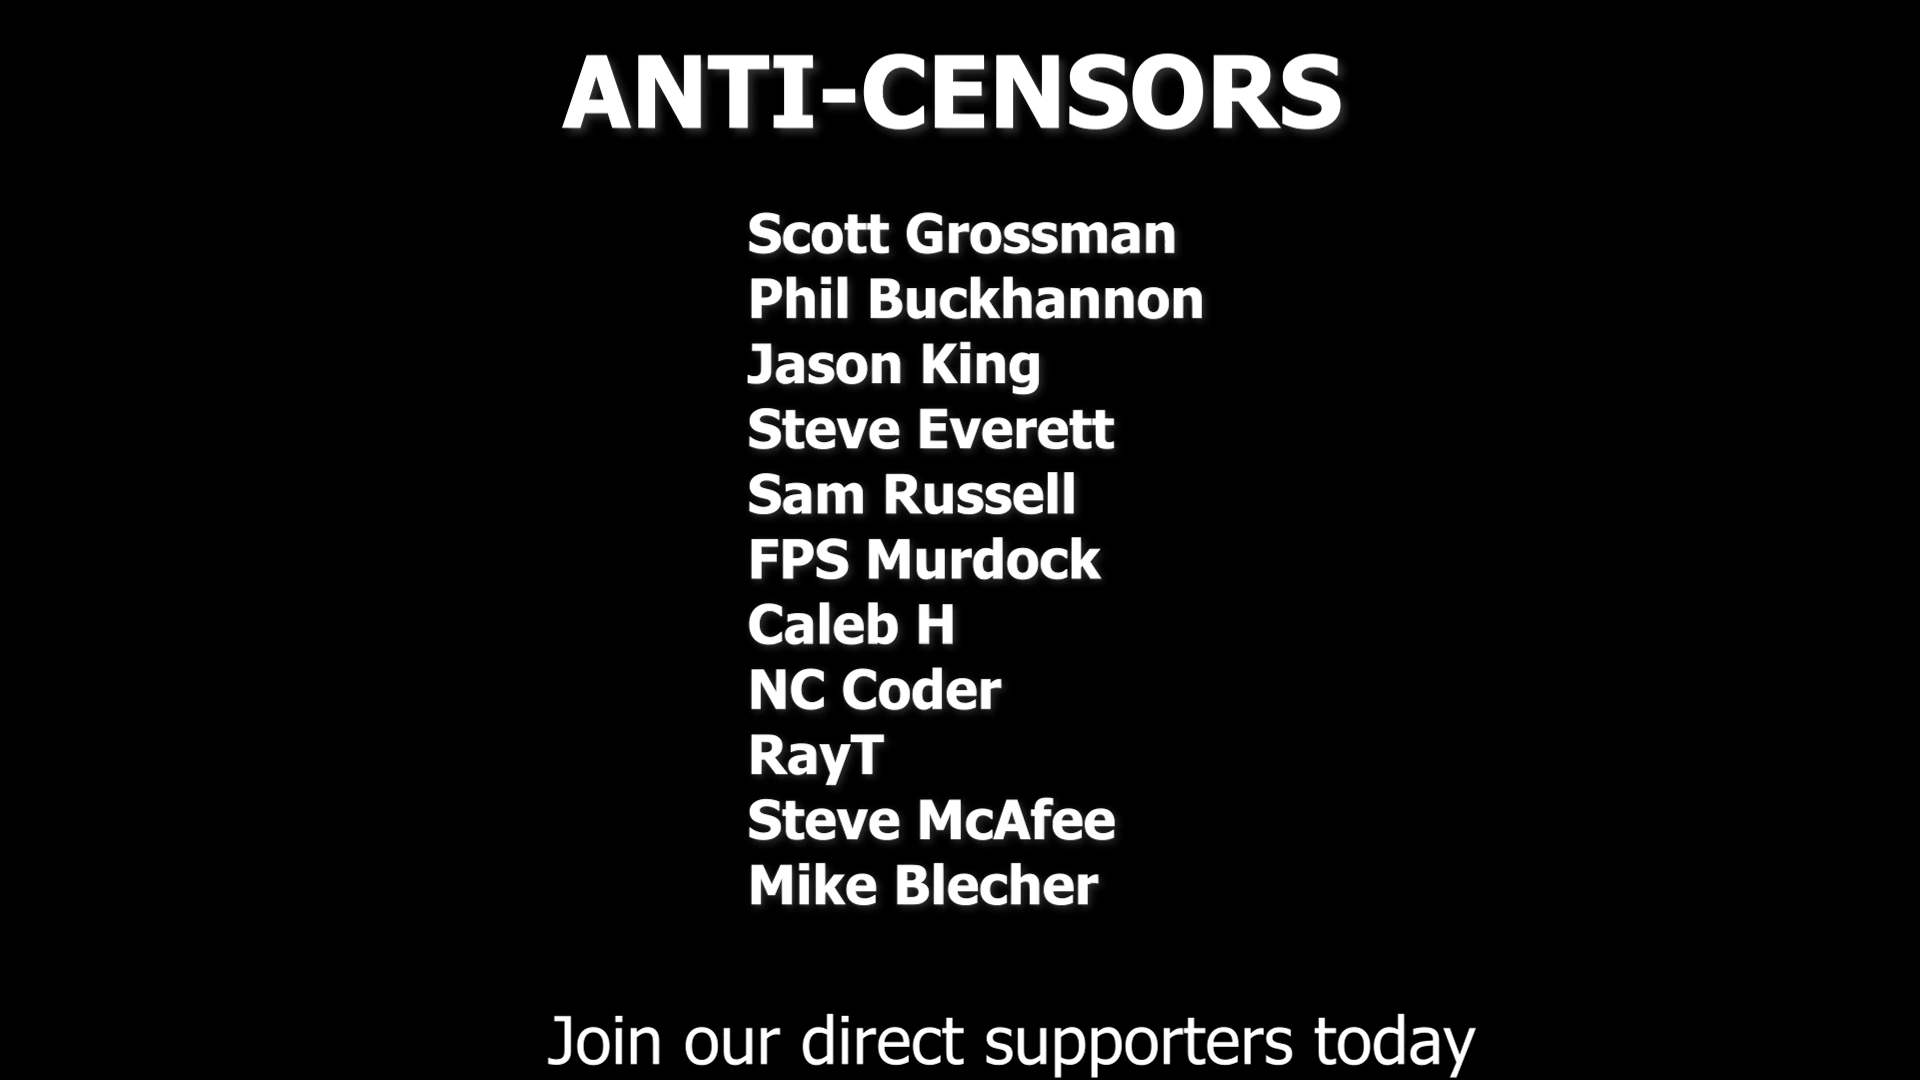 ANTI-CENSORS
Scott Grossman
Phil Buckhannon
Jason King
Steve Everett
Sam Russell
FPS Murdock
Caleb H
NC Coder
RayT
Steve McAfee
Mike Blecher
Join our direct supporters today